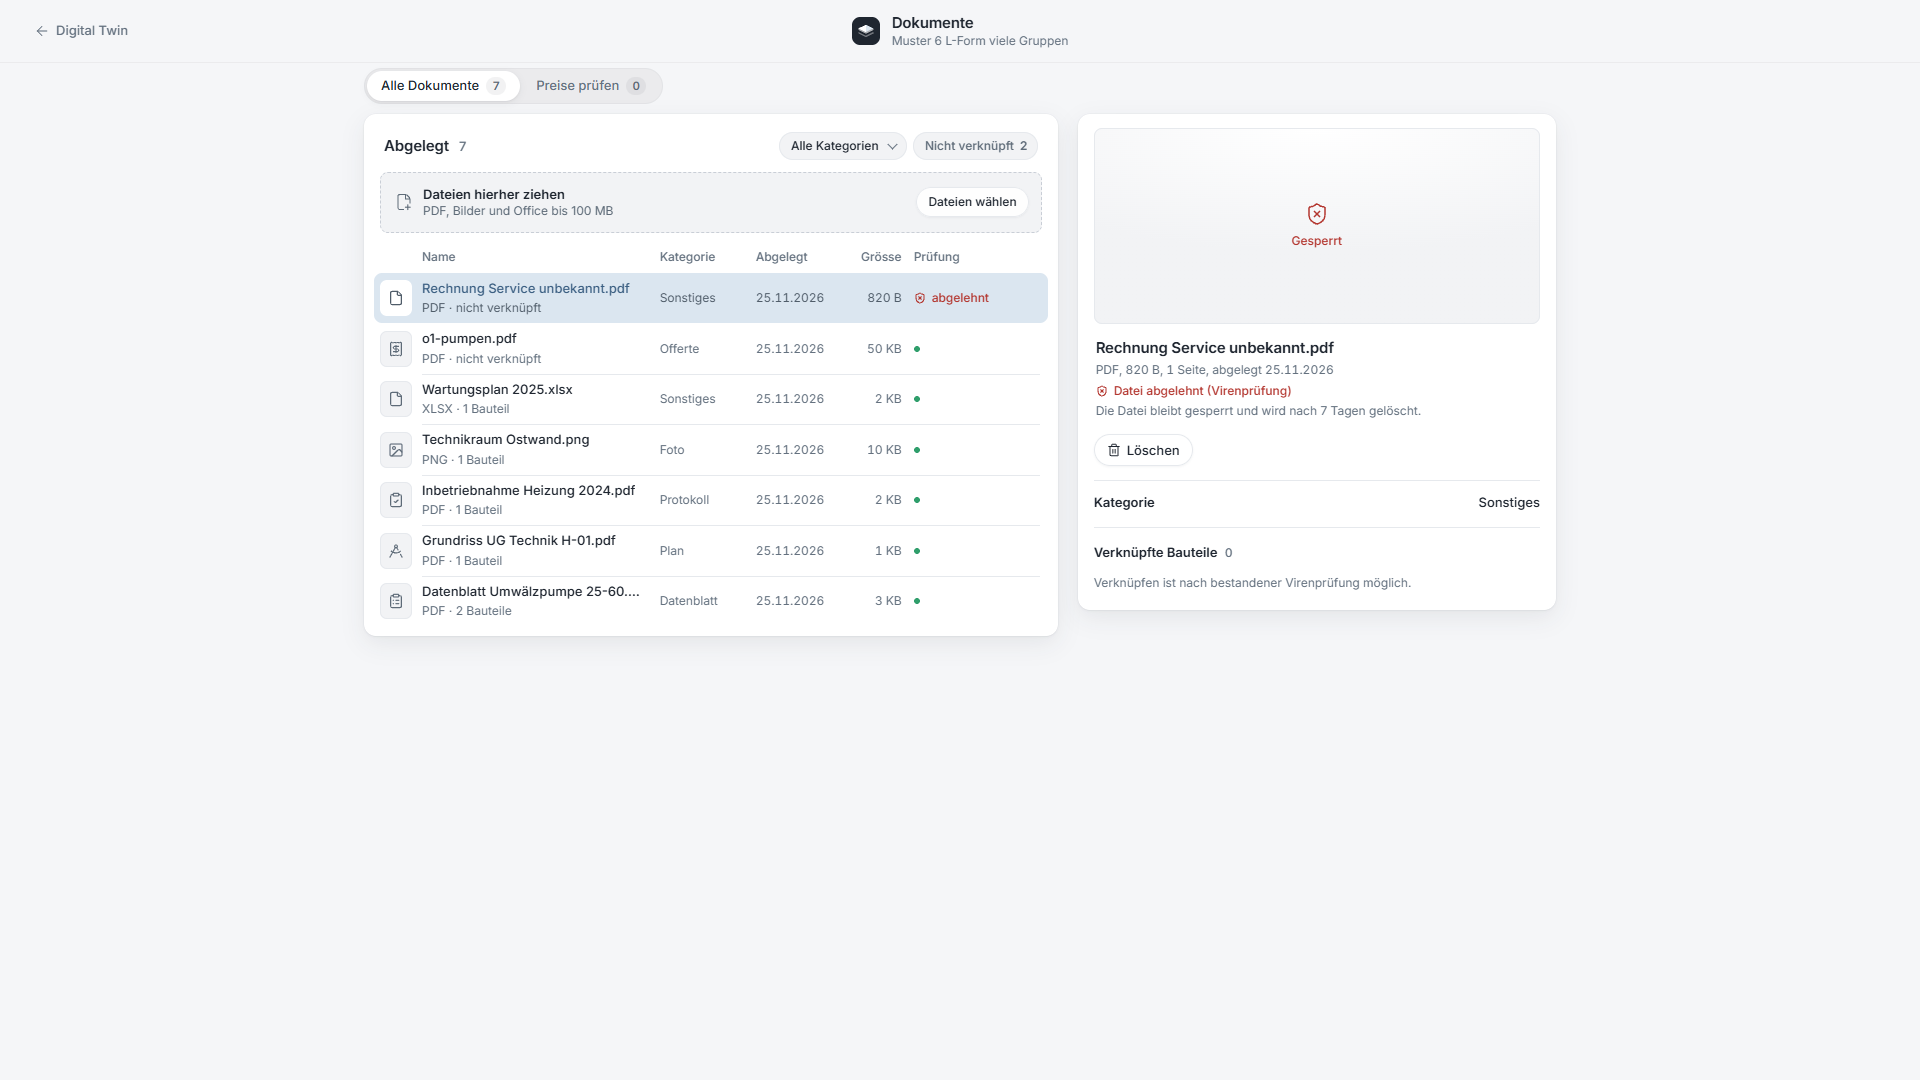 Digital Twin
Dokumente
Muster 6 L-Form viele Gruppen
Alle Dokumente 7
Preise prüfen 0
Abgelegt 7
Alle Kategorien
Nicht verknüpft 2
Dateien hierher ziehen
PDF, Bilder und Office bis 100 MB
Dateien wählen
Name Kategorie Abgelegt Grösse Prüfung
Rechnung Service unbekannt.pdf
PDF · nicht verknüpft
Sonstiges 25.11.2026 820 B abgelehnt
o1-pumpen.pdf
PDF · nicht verknüpft
Offerte 25.11.2026 50 KB
Wartungsplan 2025.xlsx
XLSX · 1 Bauteil
Sonstiges 25.11.2026 2 KB
Technikraum Ostwand.png
PNG · 1 Bauteil
Foto 25.11.2026 10 KB
Inbetriebnahme Heizung 2024.pdf
PDF · 1 Bauteil
Protokoll 25.11.2026 2 KB
Grundriss UG Technik H-01.pdf
PDF · 1 Bauteil
Plan 25.11.2026 1 KB
Datenblatt Umwälzpumpe 25-60....
PDF · 2 Bauteile
Datenblatt 25.11.2026 3 KB
Gesperrt
Rechnung Service unbekannt.pdf
PDF, 820 B, 1 Seite, abgelegt 25.11.2026
Datei abgelehnt (Virenprüfung)
Die Datei bleibt gesperrt und wird nach 7 Tagen gelöscht.
Löschen
Kategorie Sonstiges
Verknüpfte Bauteile 0
Verknüpfen ist nach bestandener Virenprüfung möglich.